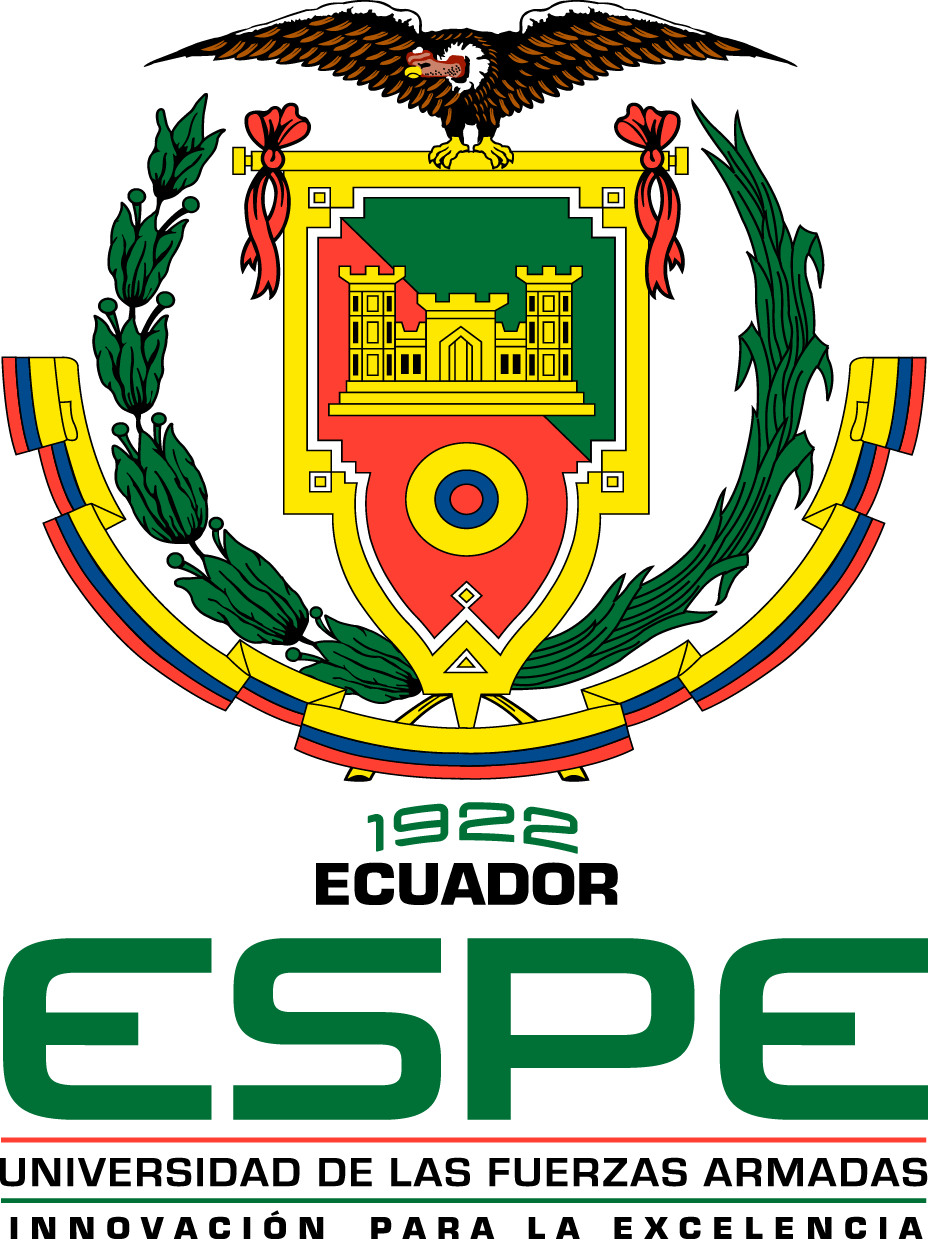 1922
ECUADOR
ESPE
UNIVERSIDAD DE LAS FUERZAS ARMADAS
INNOVACIÓN PARA LA EXCELENCIA